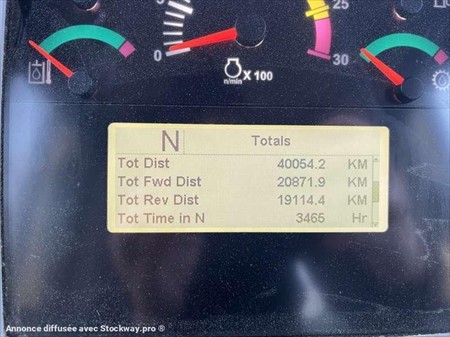 0
25
30
n/min X 100
N Totals
Tot Dist 40054.2 KM
Tot Fwd Dist 20871.9 KM
Tot Rev Dist 19114.4 KM
Tot Time in N 3465 Hr
Annonce diffusée avec Stockway.pro ®